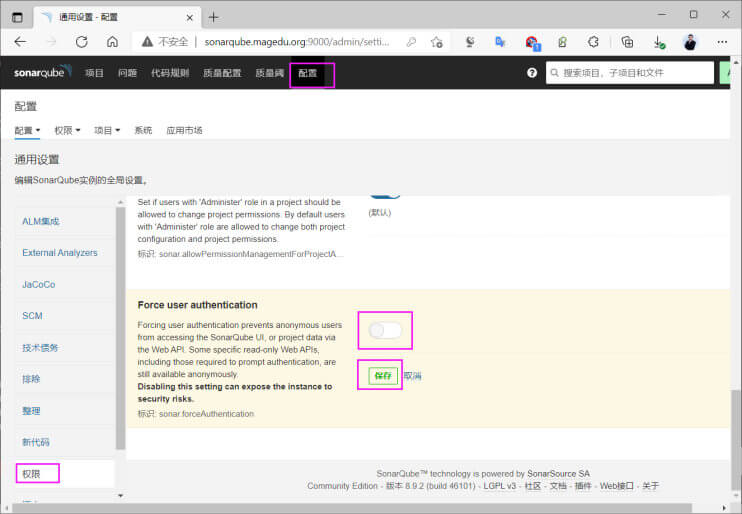 通用设置 - 配置
不安全 sonarqube.magedu.org:9000/admin/setti...
sonarqube 项目 问题 代码规则 质量配置 质量阈 配置 搜索项目、子项目和文件 A
配置
配置 权限 项目 系统 应用市场
通用设置
编辑SonarQube实例的全局设置。
ALM集成
External Analyzers
JaCoCo
SCM
技术债务
排除
整理
新代码
权限
Set if users with 'Administer' role in a project should be
allowed to change project permissions. By default users
with 'Administer' role are allowed to change both project
configuration and project permissions.
标识: sonar.allowPermissionManagementForProjectA...
(默认)
Force user authentication
Forcing user authentication prevents anonymous users
from accessing the SonarQube UI, or project data via
the Web API. Some specific read-only Web APIs,
including those required to prompt authentication, are
still available anonymously.
Disabling this setting can expose the instance to
security risks.
标识: sonar.forceAuthentication
保存 取消
SonarQube™ technology is powered by SonarSource SA
Community Edition - 版本 8.9.2 (build 46101) - LGPL v3 - 社区 - 文档 - 插件 - Web接口 - 关于